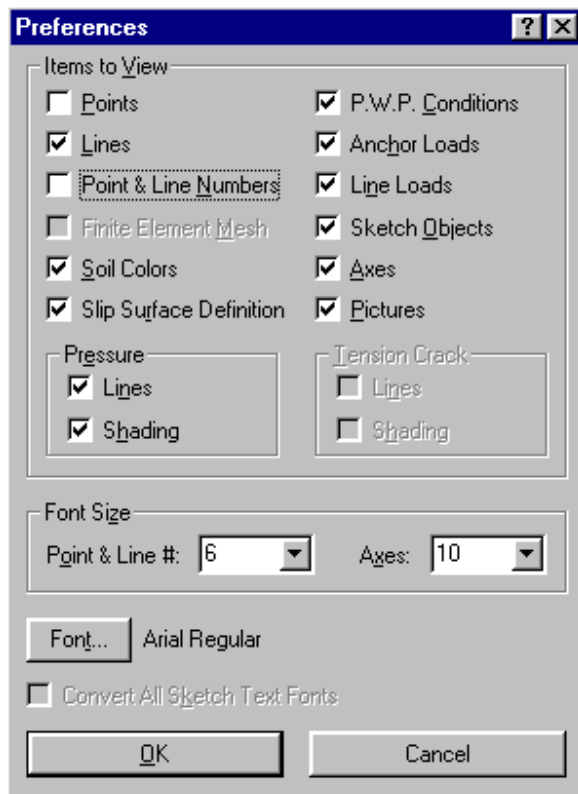 Preferences
Items to View
Points
P.W.P. Conditions
Lines
Anchor Loads
Point & Line Numbers
Line Loads
Finite Element Mesh
Sketch Objects
Soil Colors
Axes
Slip Surface Definition
Pictures
Pressure
Lines
Shading
Tension Crack
Lines
Shading
Font Size
Point & Line #: 6 Axes: 10
Font... Arial Regular
Convert All Sketch Text Fonts
OK Cancel